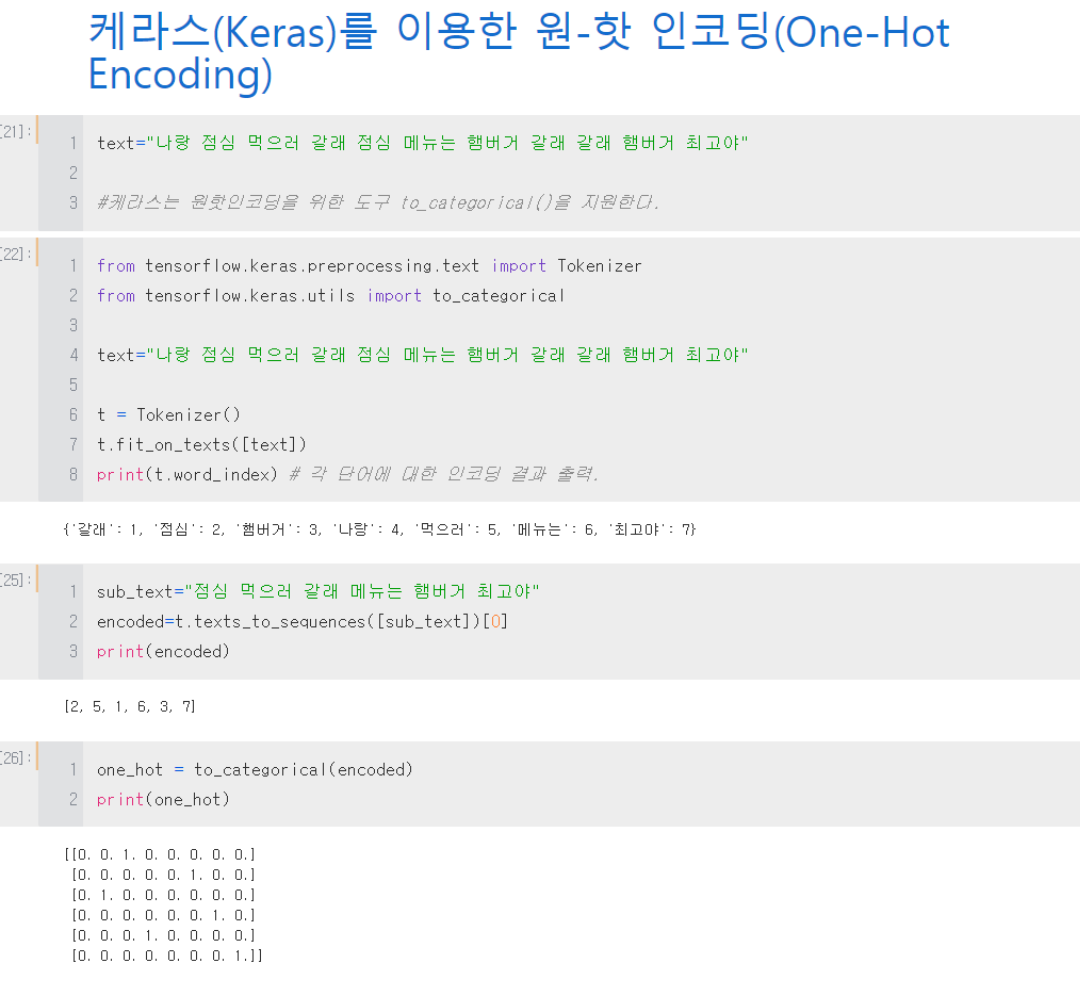 케라스(Keras)를 이용한 원-핫 인코딩(One-Hot
Encoding)
[21]:
1 text="나랑 점심 먹으러 갈래 점심 메뉴는 햄버거 갈래 갈래 햄버거 최고야"
2
3 #케라스는 원핫인코딩을 위한 도구 to_categorical()을 지원한다.
[22]:
1 from tensorflow.keras.preprocessing.text import Tokenizer
2 from tensorflow.keras.utils import to_categorical
3
4 text="나랑 점심 먹으러 갈래 점심 메뉴는 햄버거 갈래 갈래 햄버거 최고야"
5
6 t = Tokenizer()
7 t.fit_on_texts([text])
8 print(t.word_index) # 각 단어에 대한 인코딩 결과 출력.
{'갈래': 1, '점심': 2, '햄버거': 3, '나랑': 4, '먹으러': 5, '메뉴는': 6, '최고야': 7}
[25]:
1 sub_text="점심 먹으러 갈래 메뉴는 햄버거 최고야"
2 encoded=t.texts_to_sequences([sub_text])[0]
3 print(encoded)
[2, 5, 1, 6, 3, 7]
[26]:
1 one_hot = to_categorical(encoded)
2 print(one_hot)
[[0. 0. 1. 0. 0. 0. 0. 0.]
[0. 0. 0. 0. 0. 1. 0. 0.]
[0. 1. 0. 0. 0. 0. 0. 0.]
[0. 0. 0. 0. 0. 0. 1. 0.]
[0. 0. 0. 1. 0. 0. 0. 0.]
[0. 0. 0. 0. 0. 0. 0. 1.]]